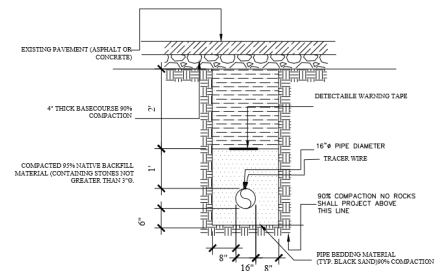 EXISTING PAVEMENT (ASPHALT OR
CONCRETE)
DETECTABLE WARNING TAPE
4" THICK BASECOURSE 90%
COMPACTION
2'
16"ø PIPE DIAMETER
TRACER WIRE
COMPACTED 95% NATIVE BACKFILL
MATERIAL (CONTAINING STONES NOT
GREATER THAN 3"Ø.
1'
90% COMPACTION NO ROCKS
SHALL PROJECT ABOVE
THIS LINE
6"
PIPE BEDDING MATERIAL
(TYP. BLACK SAND)90% COMPACTION
8"
16"
8"